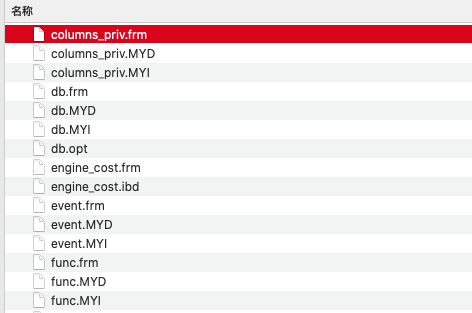 名称
columns_priv.frm
columns_priv.MYD
columns_priv.MYI
db.frm
db.MYD
db.MYI
db.opt
engine_cost.frm
engine_cost.ibd
event.frm
event.MYD
event.MYI
func.frm
func.MYD
func.MYI